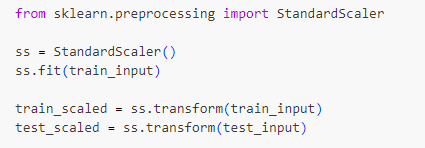 from sklearn.preprocessing import StandardScaler
ss = StandardScaler()
ss.fit(train_input)
train_scaled = ss.transform(train_input)
test_scaled = ss.transform(test_input)